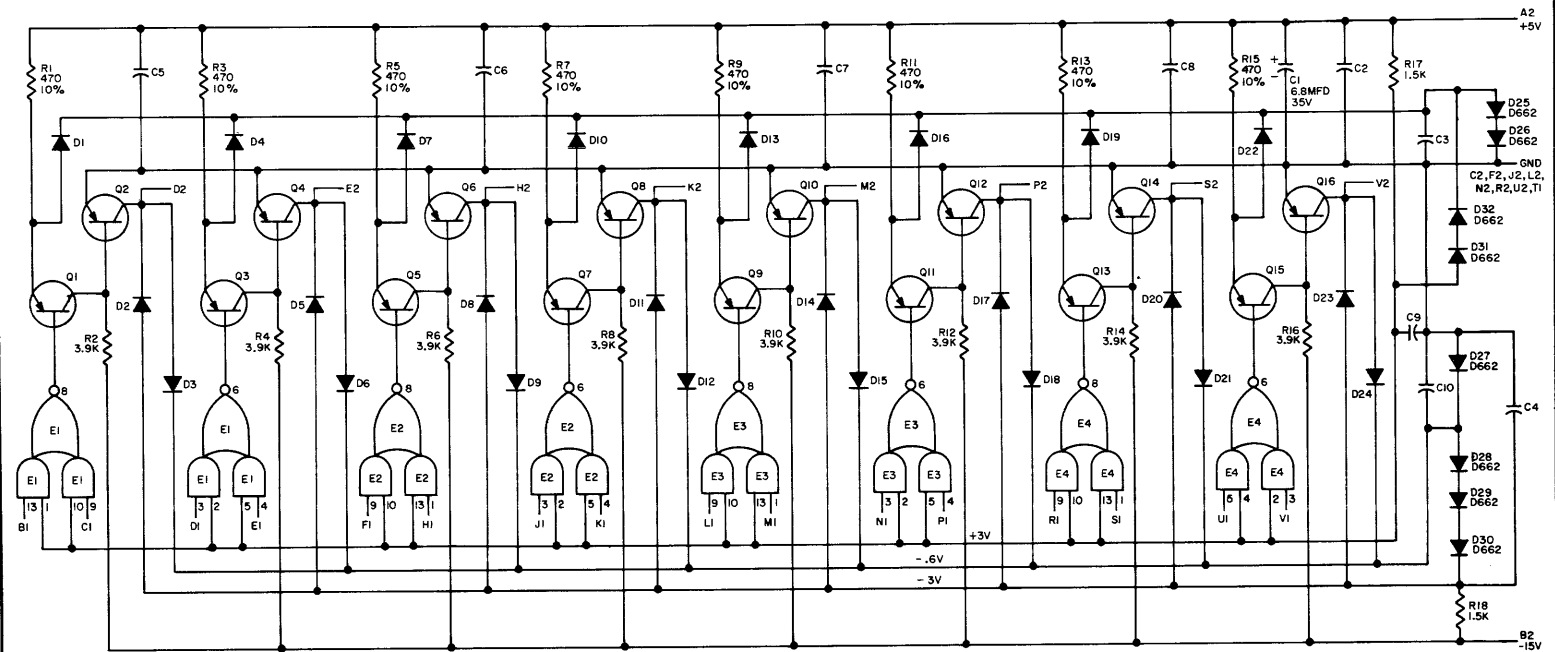 A2
+5V
R1
470
10%
C5
R3
470
10%
R5
470
10%
C6
R7
470
10%
R9
470
10%
C7
R11
470
10%
R13
470
10%
C8
R15
470
10%
+
-
C1
6.8MFD
35V
C2
R17
1.5K
D25
D662
D26
D662
C3
D1
D4
D7
D10
D13
D16
D19
D22
GND
C2,F2,J2,L2,
N2,R2,U2,T1
Q2
D2
Q4
E2
Q6
H2
Q8
K2
Q10
M2
Q12
P2
Q14
S2
Q16
V2
D32
D662
D31
D662
Q1
D2
Q3
D5
Q5
D8
Q7
D11
Q9
D14
Q11
D17
Q13
D20
Q15
D23
R2
3.9K
R4
3.9K
R6
3.9K
R8
3.9K
R10
3.9K
R12
3.9K
R14
3.9K
R16
3.9K
C9
D27
D662
D3
D6
D9
D12
D15
D18
D21
D24
C10
C4
8
6
8
6
8
6
8
6
E1
E1
E2
E2
E3
E3
E4
E4
E1
E1
E1
E1
E2
E2
E2
E2
E3
E3
E3
E3
E4
E4
E4
E4
D28
D662
D29
D662
D30
D662
13
1
10
9
3
2
5
4
9
10
13
1
3
2
5
4
9
10
13
1
3
2
5
4
9
10
13
1
5
4
2
3
B1
C1
D1
E1
F1
H1
J1
K1
L1
M1
N1
P1
R1
S1
U1
V1
+3V
-.6V
-3V
R18
1.5K
B2
-15V